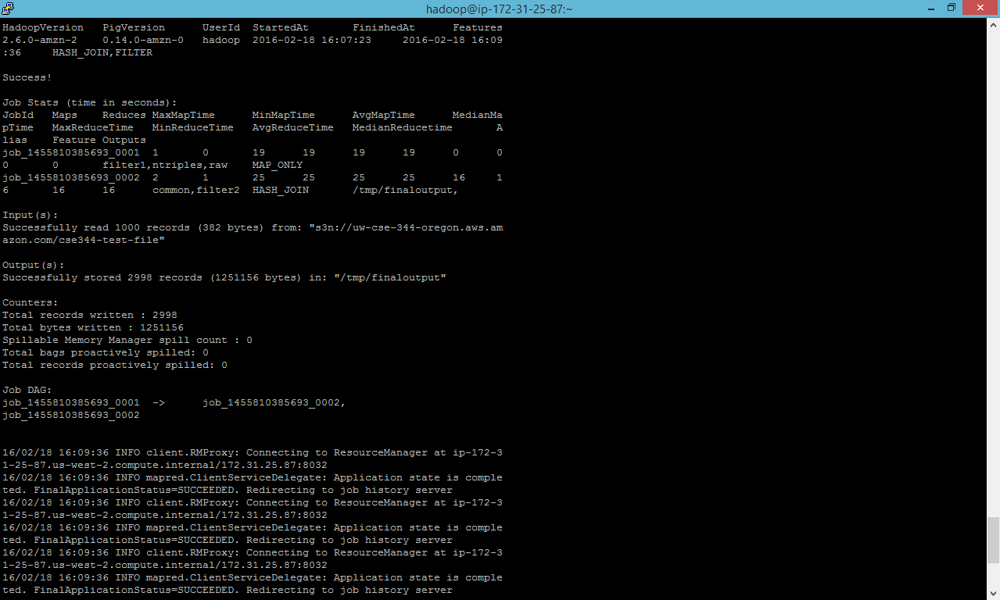 hadoop@ip-172-31-25-87:~
HadoopVersion PigVersion UserId StartedAt FinishedAt Features
2.6.0-amzn-2 0.14.0-amzn-0 hadoop 2016-02-18 16:07:23 2016-02-18 16:09
:36 HASH_JOIN,FILTER
Success!
Job Stats (time in seconds):
JobId Maps Reduces MaxMapTime MinMapTime AvgMapTime MedianMa
pTime MaxReduceTime MinReduceTime AvgReduceTime MedianReducetime A
lias Feature Outputs
job_1455810385693_0001 1 0 19 19 19 19 0 0
0 0 filter1,ntriples,raw MAP_ONLY
job_1455810385693_0002 2 1 25 25 25 25 16 1
6 16 16 common,filter2 HASH_JOIN /tmp/finaloutput,
Input(s):
Successfully read 1000 records (382 bytes) from: "s3n://uw-cse-344-oregon.aws.am
azon.com/cse344-test-file"
Output(s):
Successfully stored 2998 records (1251156 bytes) in: "/tmp/finaloutput"
Counters:
Total records written : 2998
Total bytes written : 1251156
Spillable Memory Manager spill count : 0
Total bags proactively spilled: 0
Total records proactively spilled: 0
Job DAG:
job_1455810385693_0001 -> job_1455810385693_0002,
job_1455810385693_0002
16/02/18 16:09:36 INFO client.RMProxy: Connecting to ResourceManager at ip-172-3
1-25-87.us-west-2.compute.internal/172.31.25.87:8032
16/02/18 16:09:36 INFO mapred.ClientServiceDelegate: Application state is comple
ted. FinalApplicationStatus=SUCCEEDED. Redirecting to job history server
16/02/18 16:09:36 INFO client.RMProxy: Connecting to ResourceManager at ip-172-3
1-25-87.us-west-2.compute.internal/172.31.25.87:8032
16/02/18 16:09:36 INFO mapred.ClientServiceDelegate: Application state is comple
ted. FinalApplicationStatus=SUCCEEDED. Redirecting to job history server
16/02/18 16:09:36 INFO client.RMProxy: Connecting to ResourceManager at ip-172-3
1-25-87.us-west-2.compute.internal/172.31.25.87:8032
16/02/18 16:09:36 INFO mapred.ClientServiceDelegate: Application state is comple
ted. FinalApplicationStatus=SUCCEEDED. Redirecting to job history server